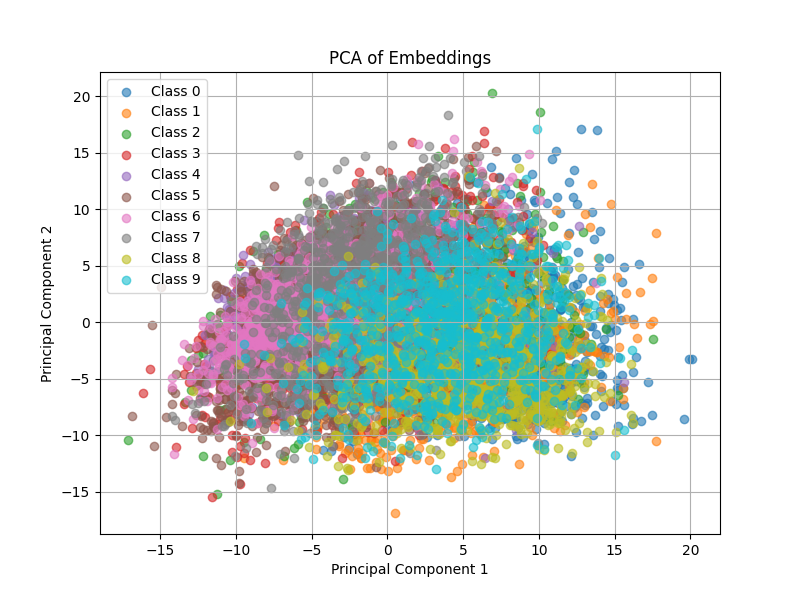 PCA of Embeddings
Class 0
Class 1
Class 2
Class 3
Class 4
Class 5
Class 6
Class 7
Class 8
Class 9
20
15
10
5
0
−5
−10
−15
Principal Component 2
−15 −10 −5 0 5 10 15 20
Principal Component 1